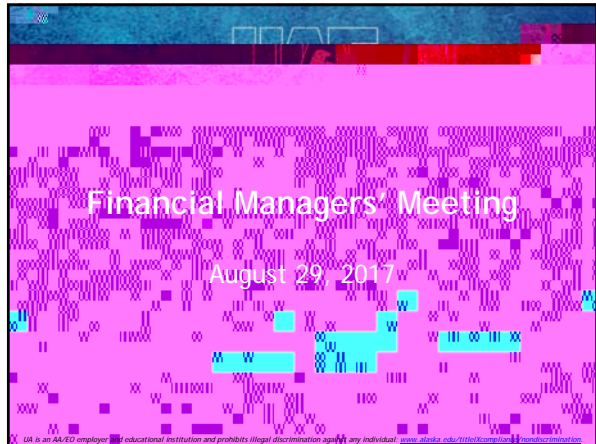 UAF
Financial Managers' Meeting
August 29, 2017
UA is an AA/EO employer and educational institution and prohibits illegal discrimination against any individual: www.alaska.edu/titleIXcompliance/nondiscrimination.